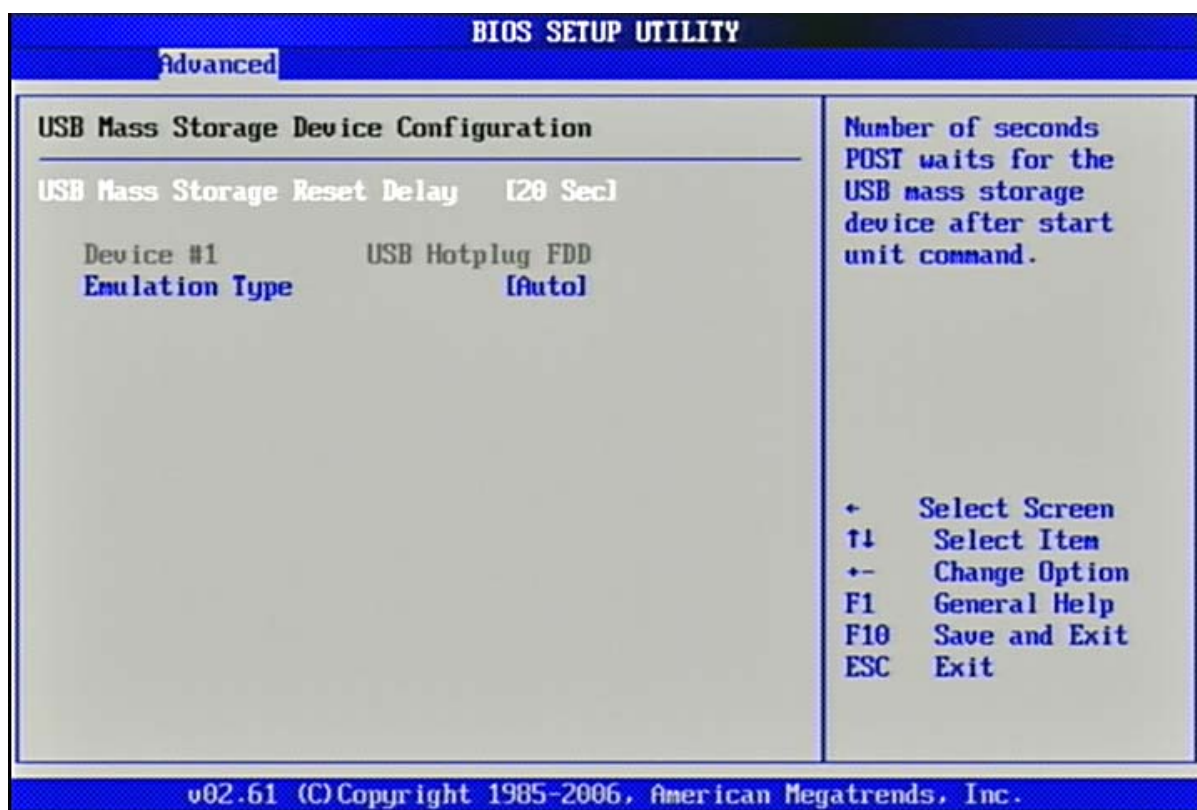 BIOS SETUP UTILITY
Advanced
USB Mass Storage Device Configuration
USB Mass Storage Reset Delay [20 Sec]
Device #1 USB Hotplug FDD
Emulation Type [Auto]
Number of seconds
POST waits for the
USB mass storage
device after start
unit command.
← Select Screen
↑↓ Select Item
+- Change Option
F1 General Help
F10 Save and Exit
ESC Exit
v02.61 (C)Copyright 1985-2006, American Megatrends, Inc.